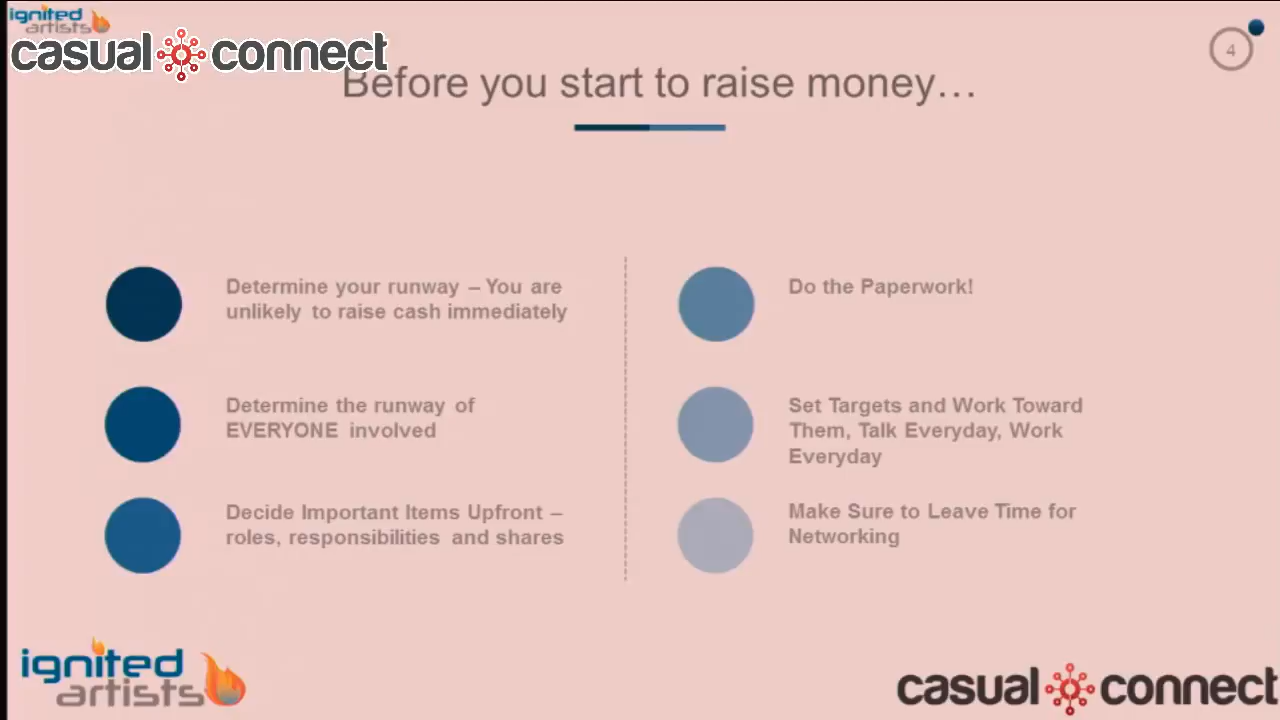 ignited
artists
casual connect
4
Before you start to raise money…
Determine your runway – You are
unlikely to raise cash immediately
Determine the runway of
EVERYONE involved
Decide Important Items Upfront –
roles, responsibilities and shares
Do the Paperwork!
Set Targets and Work Toward
Them, Talk Everyday, Work
Everyday
Make Sure to Leave Time for
Networking
ignited
artists
casual connect